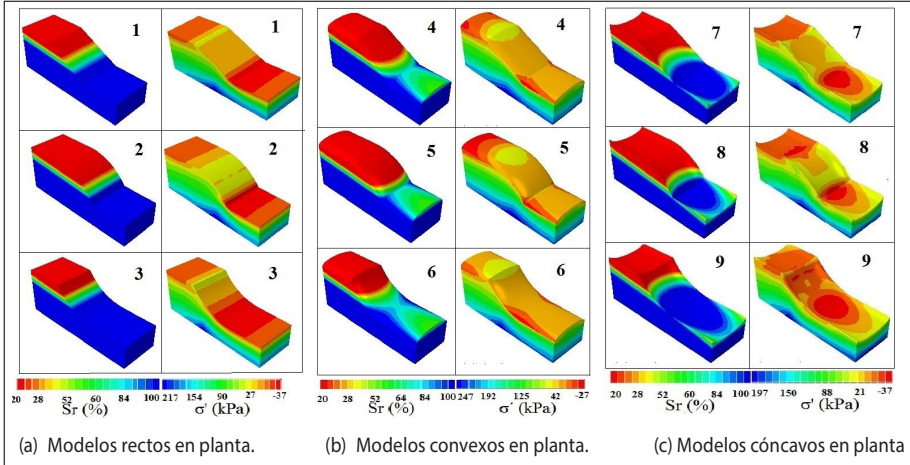 1 1 4 4 7 7
2 2 5 5 8 8
3 3 6 6 9 9
20 28 52 68 84 100 217 154 90 27 -37
Sr (%) σ' (kPa)
20 28 52 60 84 100 247 192 125 42 -27
Sr (%) σ' (kPa)
20 28 52 60 84 100 197 150 88 21 -37
Sr (%) σ' (kPa)
(a) Modelos rectos en planta. (b) Modelos convexos en planta. (c) Modelos cóncavos en planta